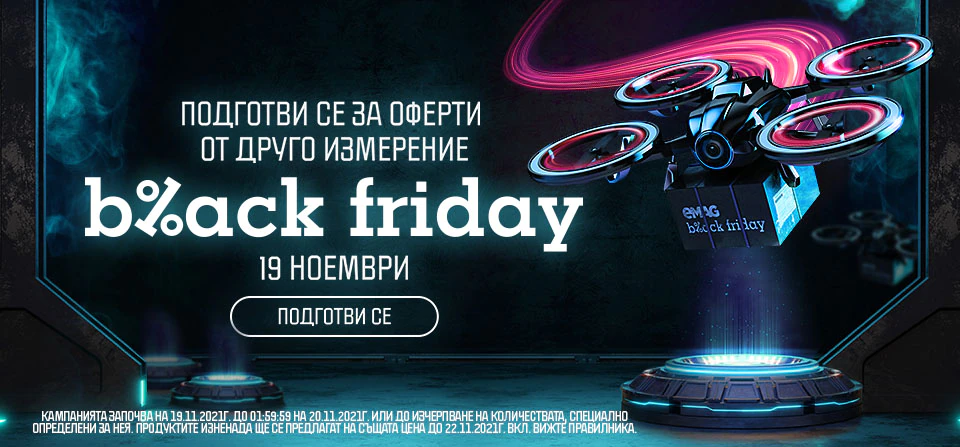 ПОДГОТВИ СЕ ЗА ОФЕРТИ
ОТ ДРУГО ИЗМЕРЕНИЕ
b%ack friday
19 НОЕМВРИ
ПОДГОТВИ СЕ
eMAG
b%ack friday
КАМПАНИЯТА ЗАПОЧВА НА 19.11.2021Г. ДО 01:59:59 НА 20.11.2021Г. ИЛИ ДО ИЗЧЕРПВАНЕ НА КОЛИЧЕСТВАТА, СПЕЦИАЛНО
ОПРЕДЕЛЕНИ ЗА НЕЯ. ПРОДУКТИТЕ ИЗНЕНАДА ЩЕ СЕ ПРЕДЛАГАТ НА СЪЩАТА ЦЕНА ДО 22.11.2021Г. ВКЛ. ВИЖТЕ ПРАВИЛНИКА.